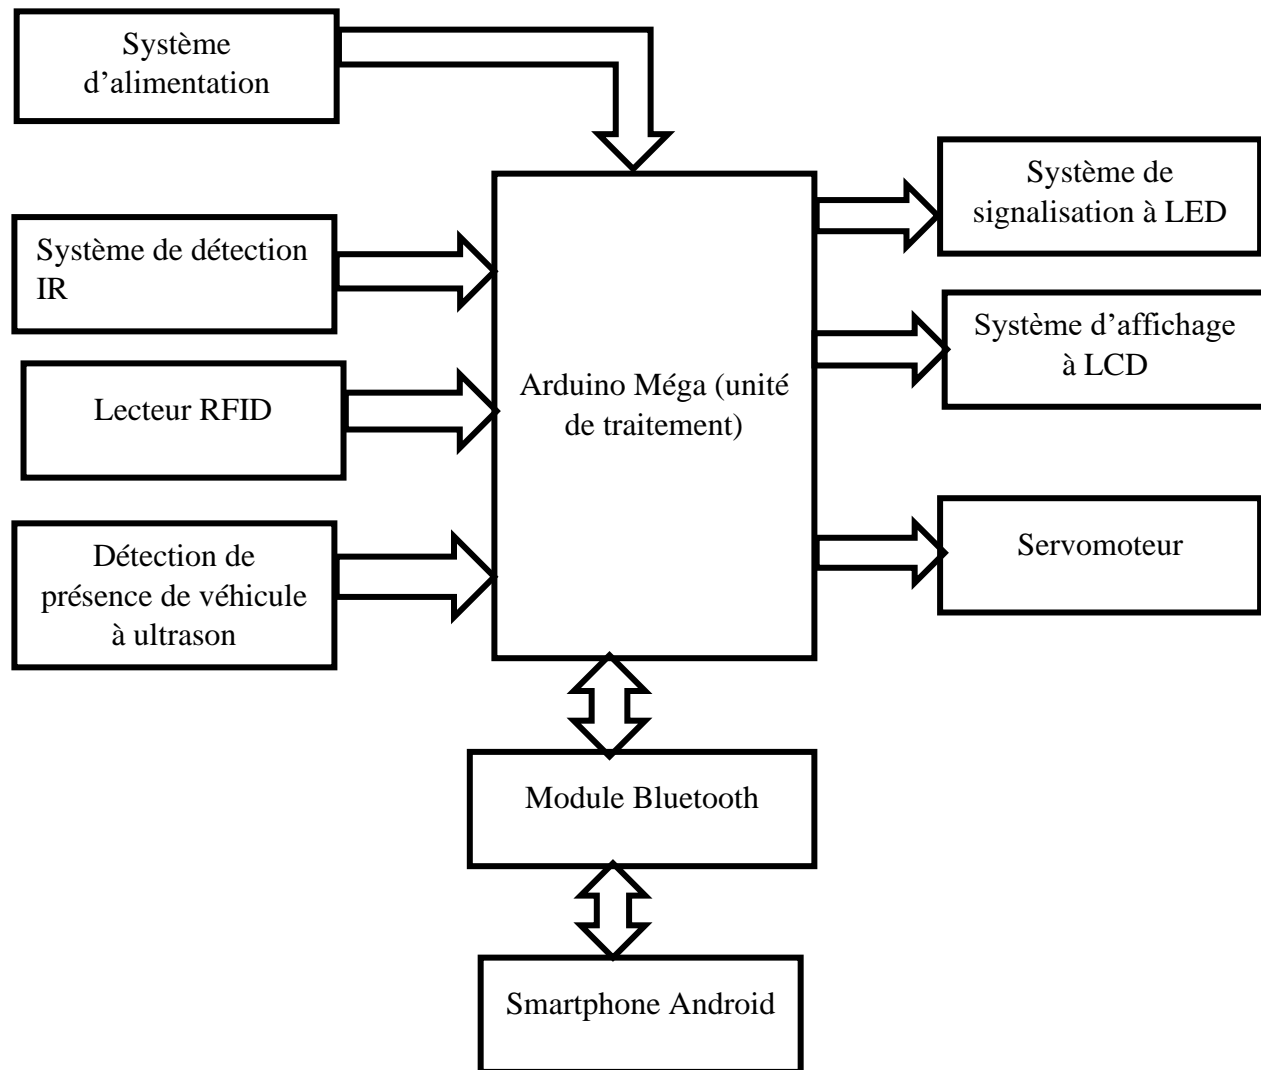 Système
d’alimentation
Système de
signalisation à LED
Système de détection
IR
Système d’affichage
à LCD
Arduino Méga (unité
de traitement)
Lecteur RFID
Détection de
présence de véhicule
à ultrason
Servomoteur
Module Bluetooth
Smartphone Android